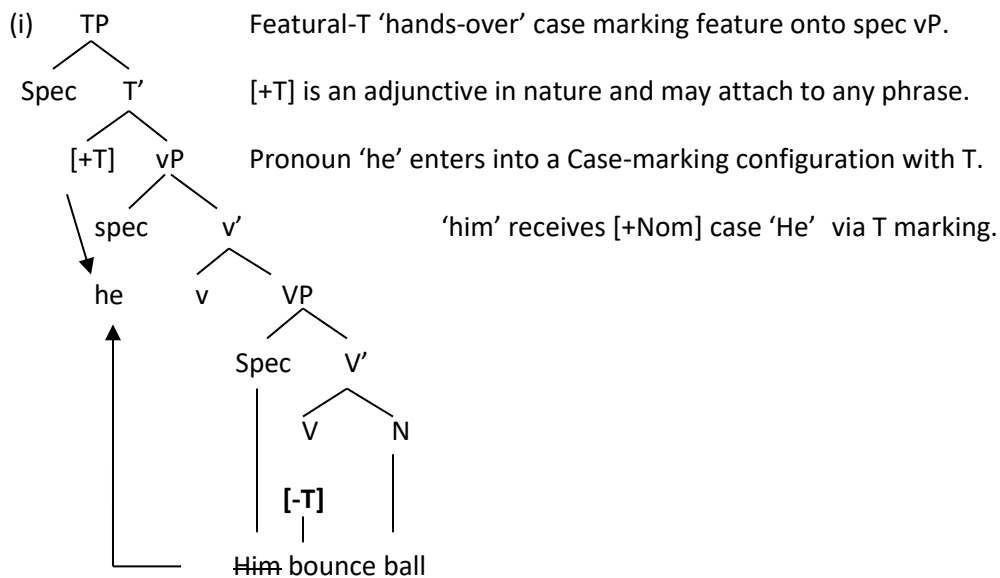 (i) TP Featural-T ‘hands-over’ case marking feature onto spec vP.
Spec T’ [+T] is an adjunctive in nature and may attach to any phrase.
[+T] vP Pronoun ‘he’ enters into a Case-marking configuration with T.
spec v’ ‘him’ receives [+Nom] case ‘He’ via T marking.
he v VP
Spec V’
V N
[-T]
Him bounce ball